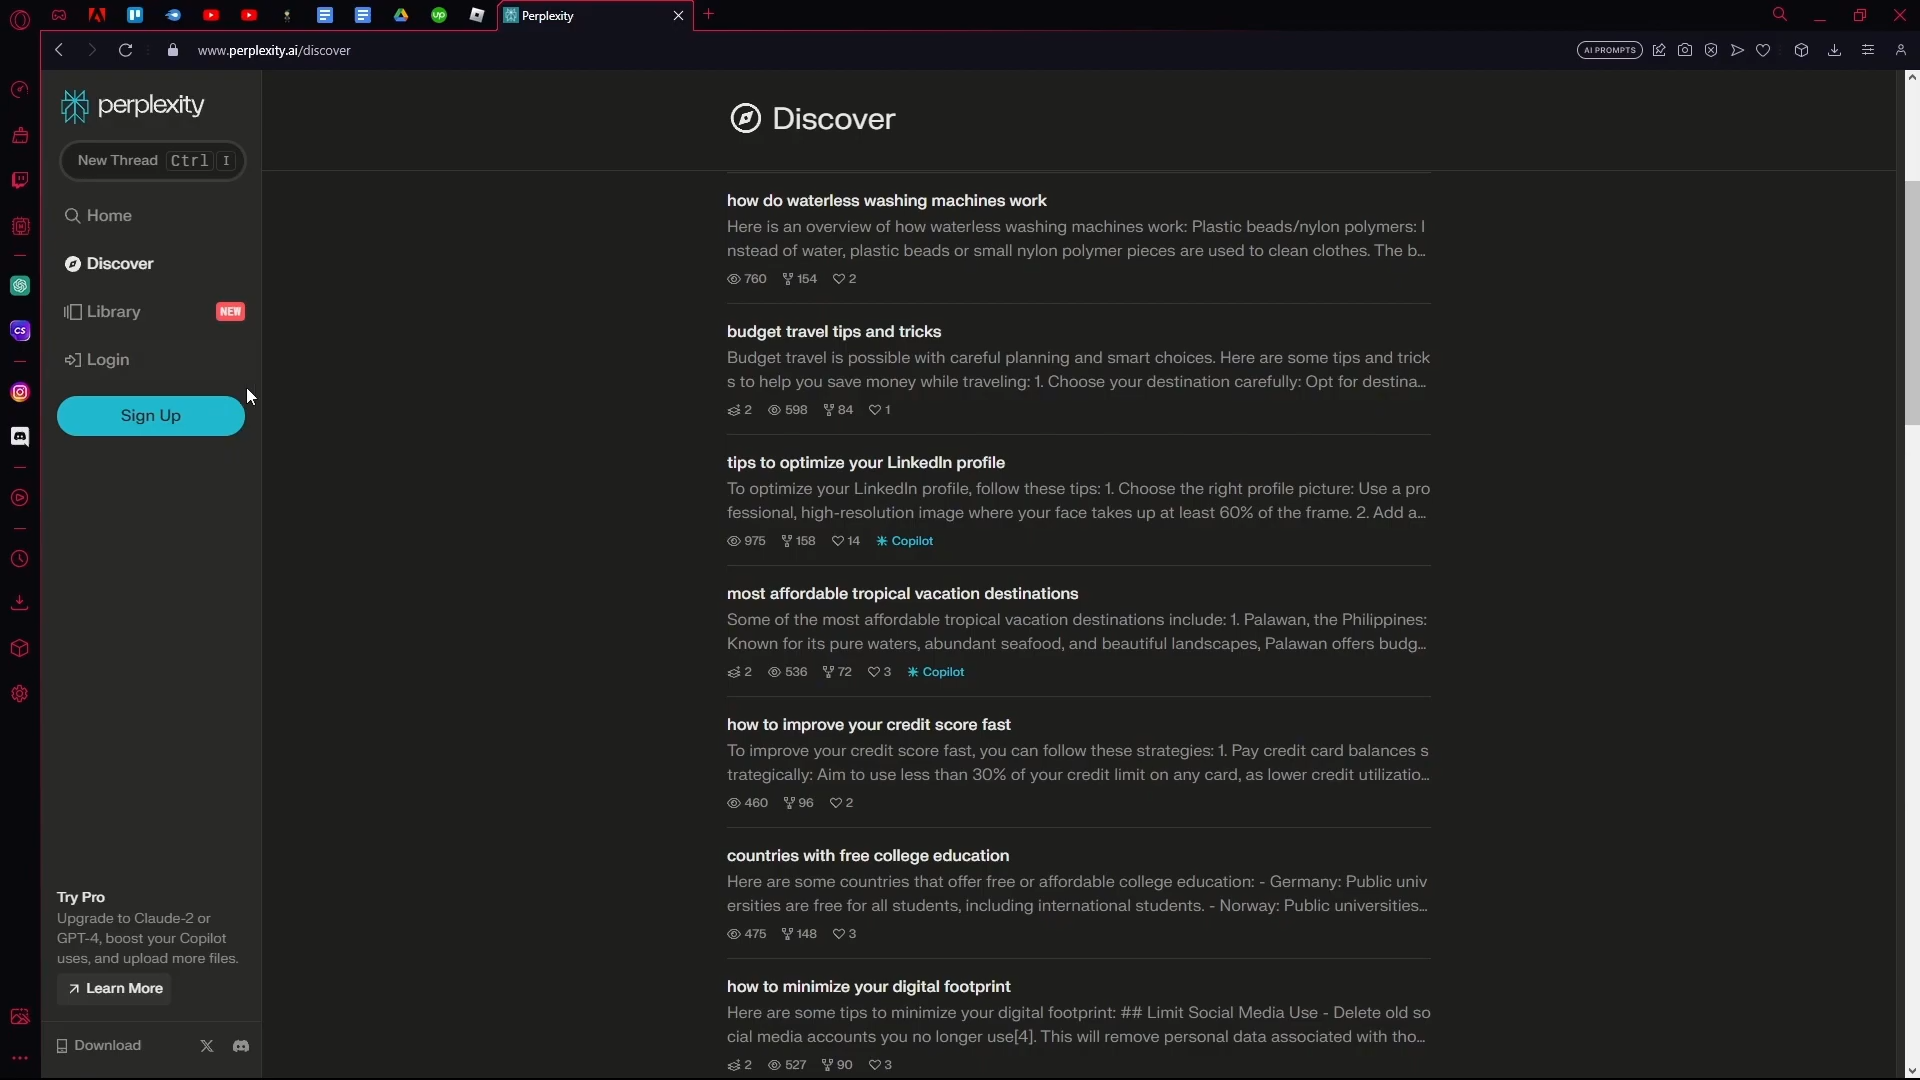 Perplexity
www.perplexity.ai/discover
AI PROMPTS
perplexity
New Thread Ctrl I
Home
Discover
Library NEW
Login
Sign Up
Try Pro
Upgrade to Claude-2 or
GPT-4, boost your Copilot
uses, and upload more files.
Learn More
Download
Discover
how do waterless washing machines work
Here is an overview of how waterless washing machines work: Plastic beads/nylon polymers: I
nstead of water, plastic beads or small nylon polymer pieces are used to clean clothes. The b...
760 154 2
budget travel tips and tricks
Budget travel is possible with careful planning and smart choices. Here are some tips and trick
s to help you save money while traveling: 1. Choose your destination carefully: Opt for destina...
2 598 84 1
tips to optimize your LinkedIn profile
To optimize your LinkedIn profile, follow these tips: 1. Choose the right profile picture: Use a pro
fessional, high-resolution image where your face takes up at least 60% of the frame. 2. Add a...
975 158 14 Copilot
most affordable tropical vacation destinations
Some of the most affordable tropical vacation destinations include: 1. Palawan, the Philippines:
Known for its pure waters, abundant seafood, and beautiful landscapes, Palawan offers budg...
2 536 72 3 Copilot
how to improve your credit score fast
To improve your credit score fast, you can follow these strategies: 1. Pay credit card balances s
trategically: Aim to use less than 30% of your credit limit on any card, as lower credit utilizatio...
460 96 2
countries with free college education
Here are some countries that offer free or affordable college education: - Germany: Public univ
ersities are free for all students, including international students. - Norway: Public universities...
475 148 3
how to minimize your digital footprint
Here are some tips to minimize your digital footprint: ## Limit Social Media Use - Delete old so
cial media accounts you no longer use[4]. This will remove personal data associated with tho...
2 527 90 3